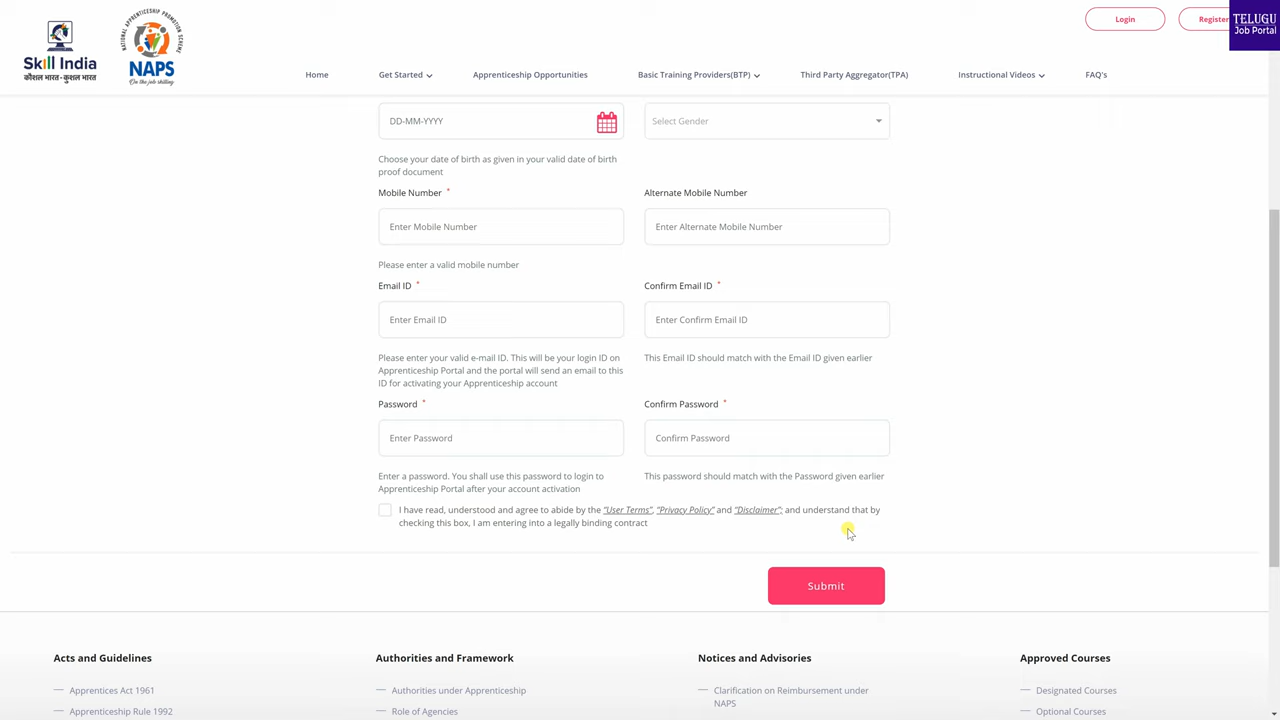 Skill India
कौशल भारत - कुशल भारत
NATIONAL APPRENTICESHIP PROMOTION SCHEME
NAPS
On the job skilling
Login
Register
TELUGU
Job Portal
Home
Get Started
Apprenticeship Opportunities
Basic Training Providers(BTP)
Third Party Aggregator(TPA)
Instructional Videos
FAQ's
DD-MM-YYYY
Select Gender
Choose your date of birth as given in your valid date of birth
proof document
Mobile Number *
Alternate Mobile Number
Enter Mobile Number
Enter Alternate Mobile Number
Please enter a valid mobile number
Email ID *
Confirm Email ID *
Enter Email ID
Enter Confirm Email ID
Please enter your valid e-mail ID. This will be your login ID on
Apprenticeship Portal and the portal will send an email to this
ID for activating your Apprenticeship account
This Email ID should match with the Email ID given earlier
Password *
Confirm Password *
Enter Password
Confirm Password
Enter a password. You shall use this password to login to
Apprenticeship Portal after your account activation
This password should match with the Password given earlier
I have read, understood and agree to abide by the "User Terms", "Privacy Policy" and "Disclaimer"; and understand that by
checking this box, I am entering into a legally binding contract
Submit
Acts and Guidelines
Authorities and Framework
Notices and Advisories
Approved Courses
Apprentices Act 1961
Authorities under Apprenticeship
Clarification on Reimbursement under
NAPS
Designated Courses
Apprenticeship Rule 1992
Role of Agencies
Optional Courses